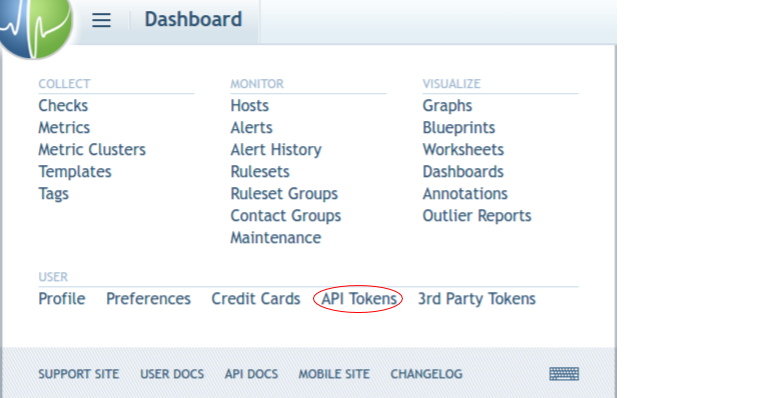 Dashboard
COLLECT
Checks
Metrics
Metric Clusters
Templates
Tags
MONITOR
Hosts
Alerts
Alert History
Rulesets
Ruleset Groups
Contact Groups
Maintenance
VISUALIZE
Graphs
Blueprints
Worksheets
Dashboards
Annotations
Outlier Reports
USER
Profile Preferences Credit Cards API Tokens 3rd Party Tokens
SUPPORT SITE USER DOCS API DOCS MOBILE SITE CHANGELOG